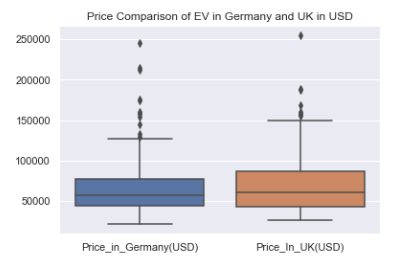 Price Comparison of EV in Germany and UK in USD
250000
200000
150000
100000
50000
Price_in_Germany(USD) Price_In_UK(USD)